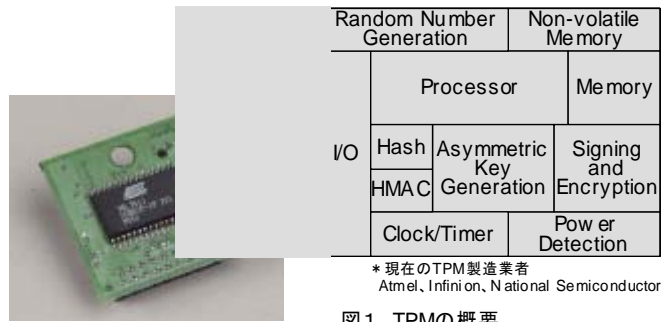 Random Number
Generation
Non-volatile
Memory
Processor
Memory
I/O
Hash
HMAC
Asymmetric
Key
Generation
Signing
and
Encryption
Clock/Timer
Power
Detection
*現在のTPM製造業者
Atmel、Infinion、National Semiconductor
図1 TPMの概要